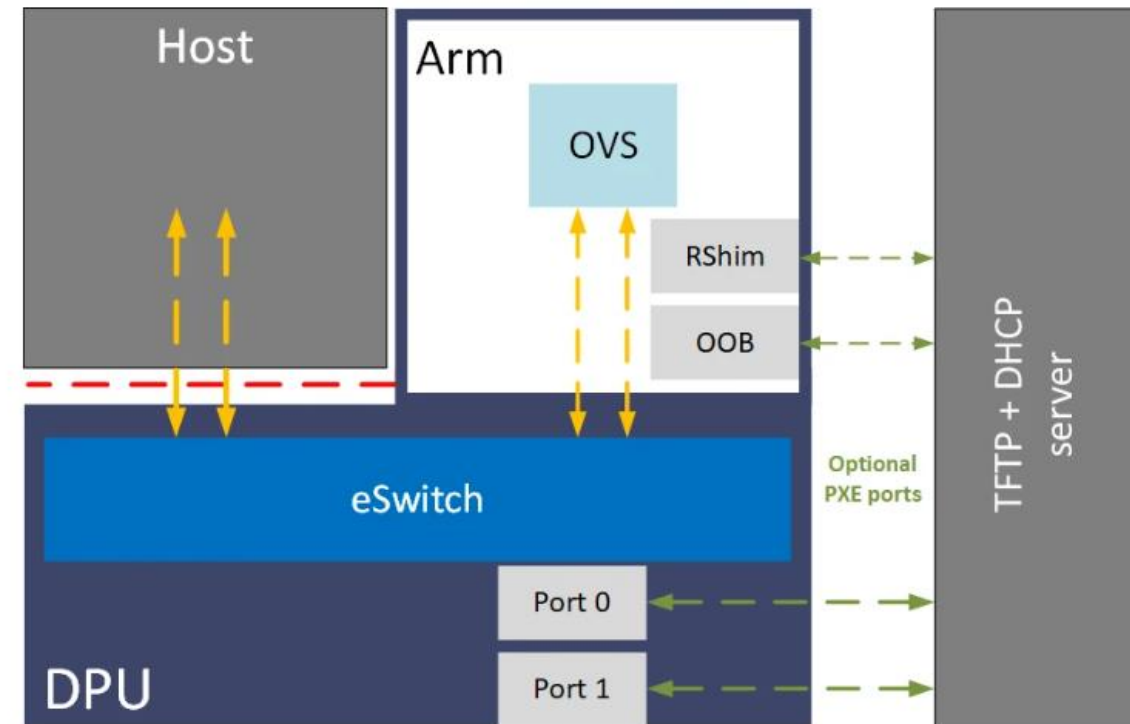 Host
Arm
OVS
RShim
OOB
eSwitch
Optional
PXE ports
Port 0
Port 1
DPU
TFTP + DHCP
server